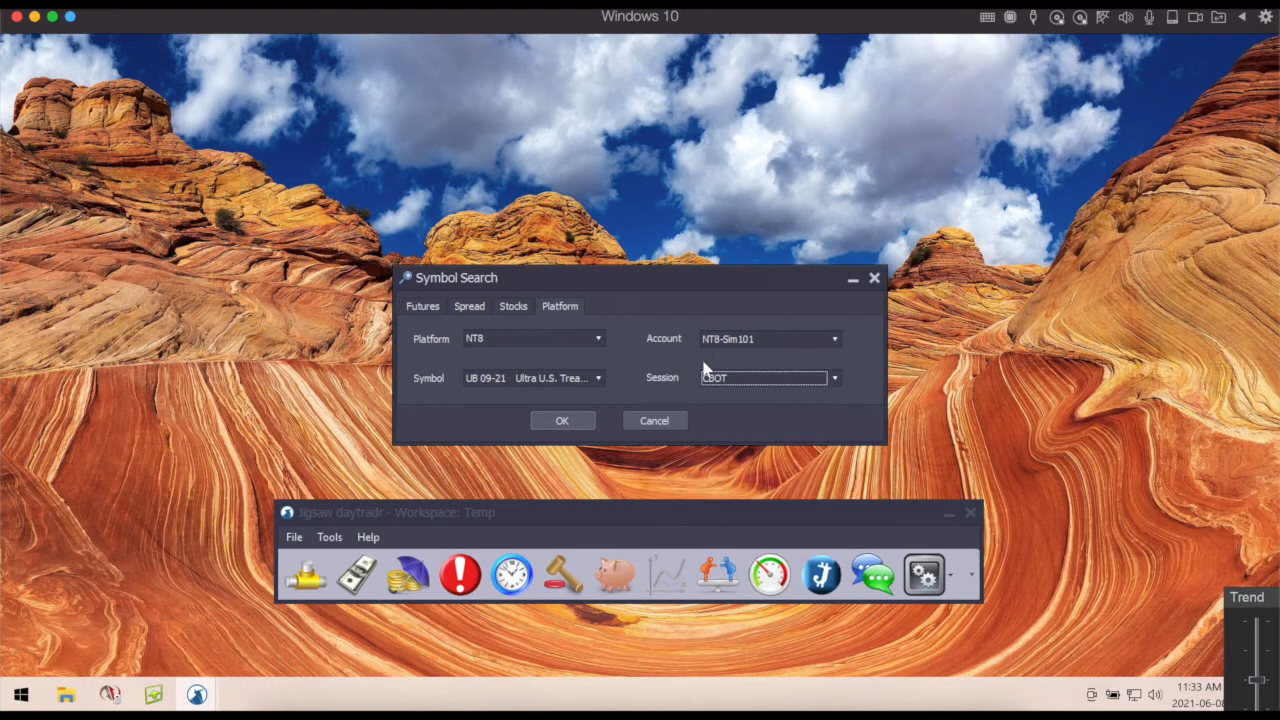 Windows 10
Symbol Search
Futures Spread Stocks Platform
Platform NT8 Account NT8-Sim101
Symbol UB 09-21 Ultra U.S. Trea... Session CBOT
OK Cancel
Jigsaw daytradr - Workspace: Temp
File Tools Help
Trend
11:33 AM
2021-06-08